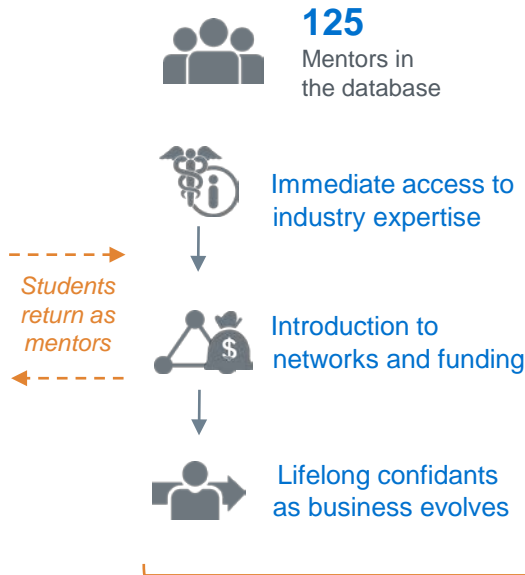 125
Mentors in
the database
Immediate access to
industry expertise
Students
return as
mentors
Introduction to
networks and funding
$
Lifelong confidants
as business evolves